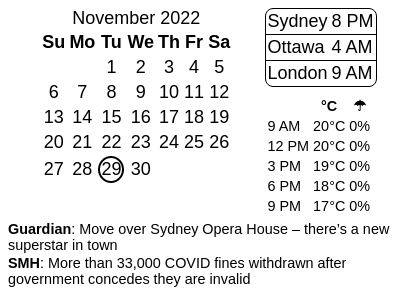 November 2022
Su Mo Tu We Th Fr Sa
1 2 3 4 5
6 7 8 9 10 11 12
13 14 15 16 17 18 19
20 21 22 23 24 25 26
27 28 29 30
Sydney 8 PM
Ottawa 4 AM
London 9 AM
°C ☂
9 AM 20°C 0%
12 PM 20°C 0%
3 PM 19°C 0%
6 PM 18°C 0%
9 PM 17°C 0%
Guardian: Move over Sydney Opera House – there’s a new
superstar in town
SMH: More than 33,000 COVID fines withdrawn after
government concedes they are invalid